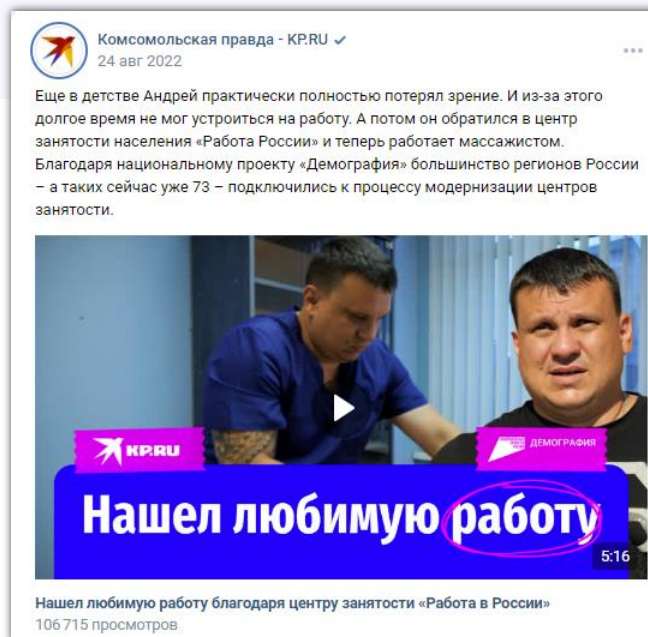 Комсомольская правда - KP.RU
24 авг 2022
Еще в детстве Андрей практически полностью потерял зрение. И из-за этого
долгое время не мог устроиться на работу. А потом он обратился в центр
занятости населения «Работа России» и теперь работает массажистом.
Благодаря национальному проекту «Демография» большинство регионов России
– а таких сейчас уже 73 – подключились к процессу модернизации центров
занятости.
KP.RU
ДЕМОГРАФИЯ
Нашел любимую работу
5:16
Нашел любимую работу благодаря центру занятости «Работа в России»
106 715 просмотров